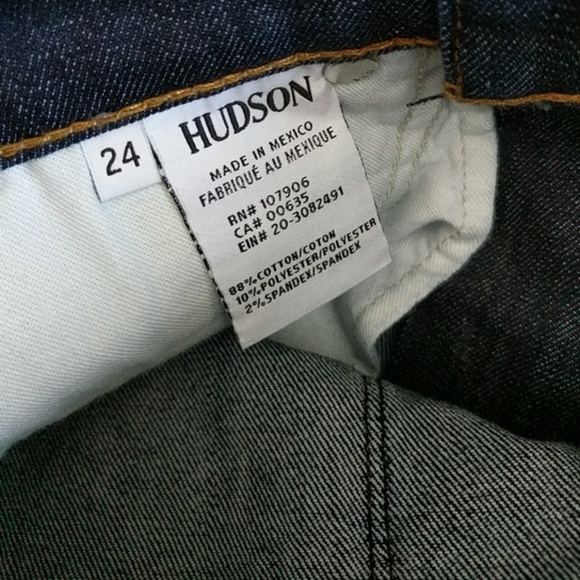 24
HUDSON
MADE IN MEXICO
FABRIQUÉ AU MEXIQUE
RN# 107906
CA# 00635
EIN# 20-3082491
88%COTTON/COTON
10%POLYESTER/POLYESTER
2%SPANDEX/SPANDEX